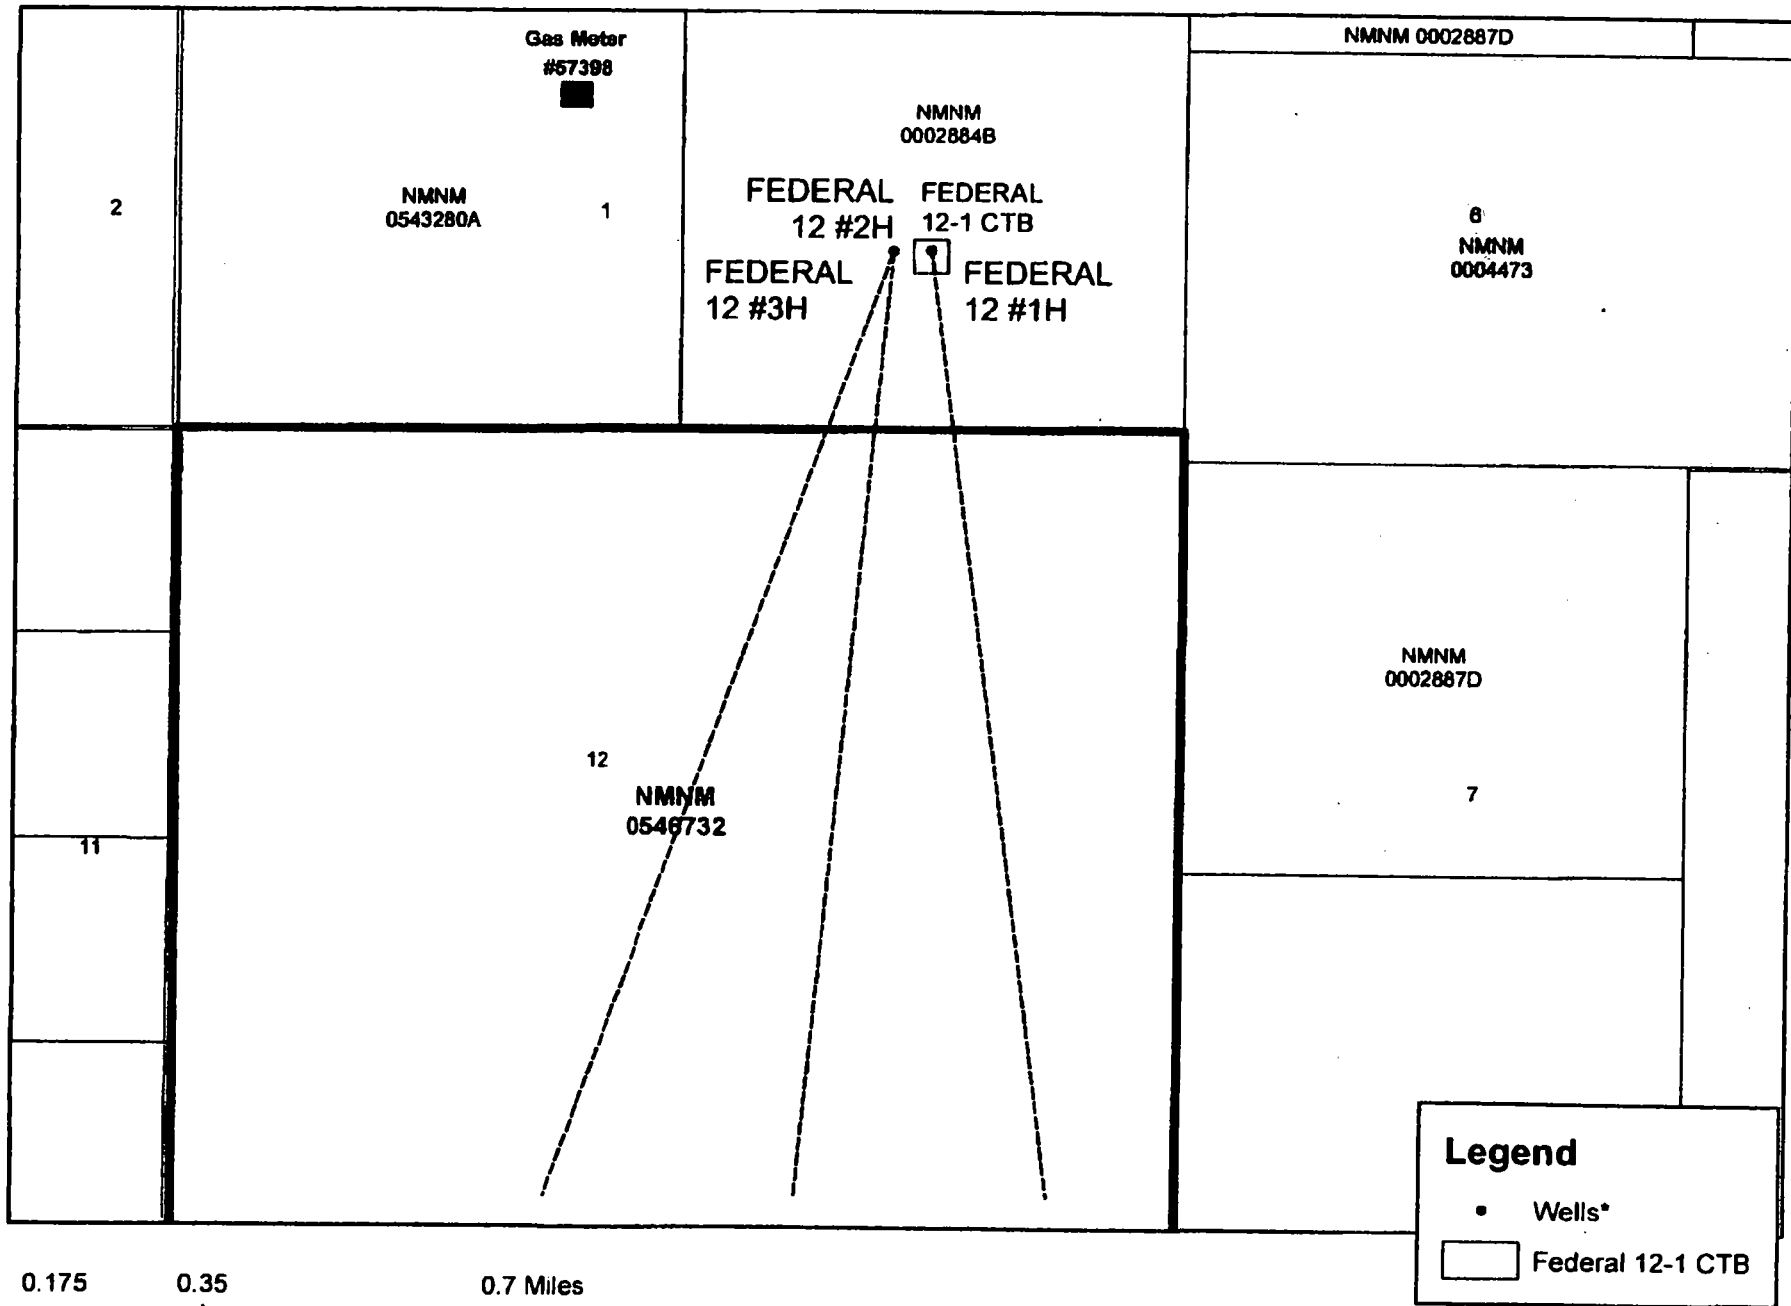 Gas Meter
#57398
NMNM 0002887D
NMNM
0002884B
2
NMNM
0543280A
1
FEDERAL
12 #2H
FEDERAL
12-1 CTB
6
NMNM
0004473
FEDERAL
12 #3H
FEDERAL
12 #1H
NMNM
0002887D
12
NMNM
0546732
7
11
Legend
Wells*
Federal 12-1 CTB
0.175 0.35 0.7 Miles